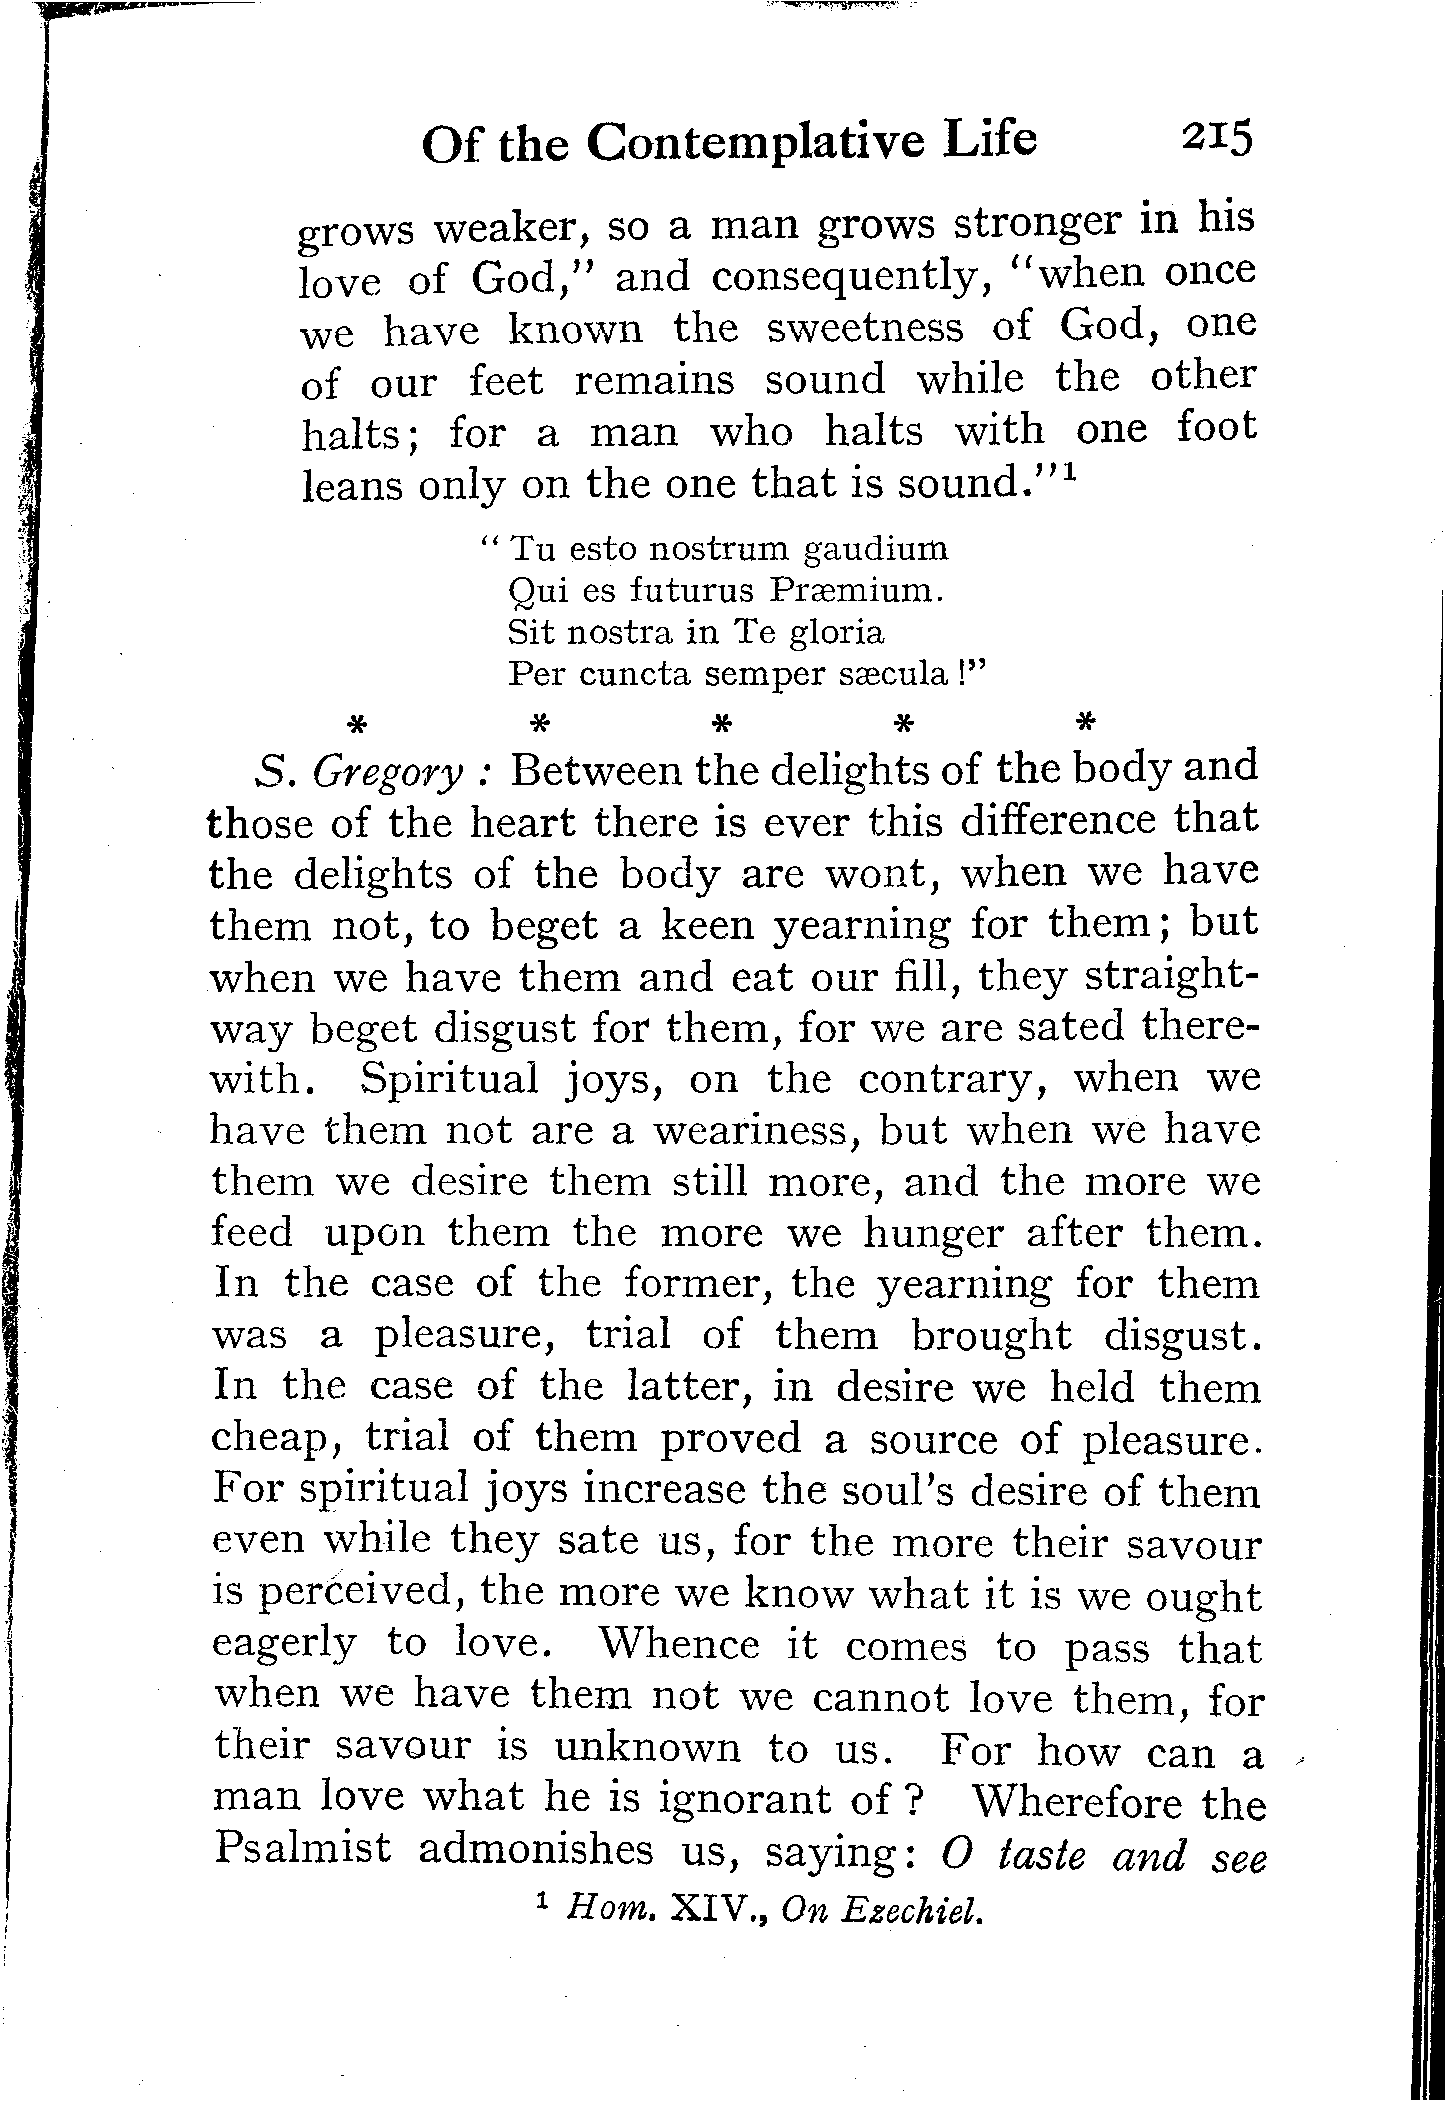 Of the Contemplative Life 215
grows weaker, so a man grows stronger in his
love of God," and consequently, "when once
we have known the sweetness of God, one
of our feet remains sound while the other
halts; for a man who halts with one foot
leans only on the one that is sound."¹
"Tu esto nostrum gaudium
Qui es futurus Præmium.
Sit nostra in Te gloria
Per cuncta semper sæcula!"
* * * * *
S. Gregory : Between the delights of the body and
those of the heart there is ever this difference that
the delights of the body are wont, when we have
them not, to beget a keen yearning for them; but
when we have them and eat our fill, they straight-
way beget disgust for them, for we are sated there-
with. Spiritual joys, on the contrary, when we
have them not are a weariness, but when we have
them we desire them still more, and the more we
feed upon them the more we hunger after them.
In the case of the former, the yearning for them
was a pleasure, trial of them brought disgust.
In the case of the latter, in desire we held them
cheap, trial of them proved a source of pleasure.
For spiritual joys increase the soul's desire of them
even while they sate us, for the more their savour
is perceived, the more we know what it is we ought
eagerly to love. Whence it comes to pass that
when we have them not we cannot love them, for
their savour is unknown to us. For how can a
man love what he is ignorant of ? Wherefore the
Psalmist admonishes us, saying: O taste and see
¹ Hom. XIV., On Ezechiel.